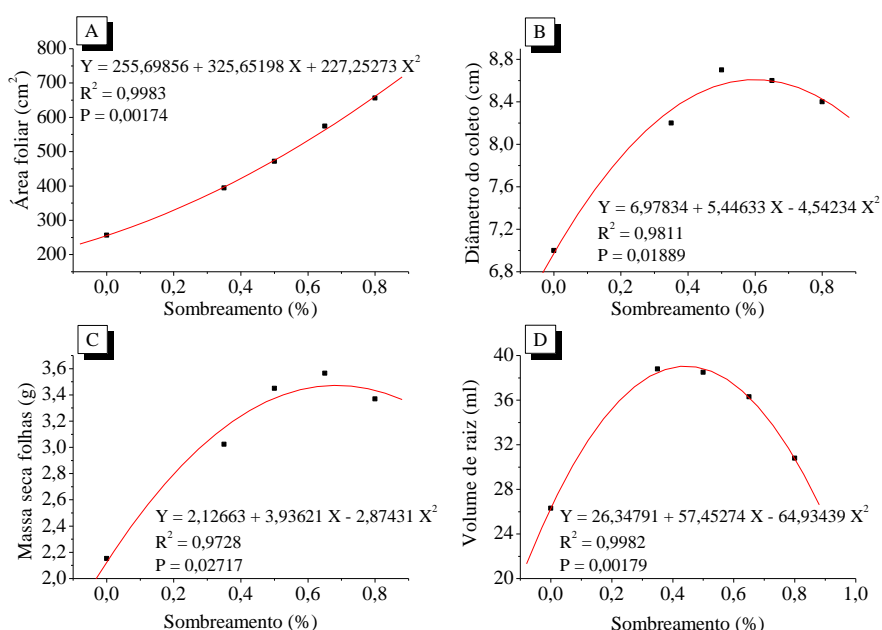 A
Y = 255,69856 + 325,65198 X + 227,25273 X²
R² = 0,9983
P = 0,00174
Área foliar (cm²)
800
700
600
500
400
300
200
0,0 0,2 0,4 0,6 0,8
Sombreamento (%)
B
Diâmetro do coleto (cm)
8,8
8,4
8,0
7,6
7,2
6,8
Y = 6,97834 + 5,44633 X - 4,54234 X²
R² = 0,9811
P = 0,01889
0,0 0,2 0,4 0,6 0,8
Sombreamento (%)
C
Massa seca folhas (g)
3,6
3,4
3,2
3,0
2,8
2,6
2,4
2,2
2,0
Y = 2,12663 + 3,93621 X - 2,87431 X²
R² = 0,9728
P = 0,02717
0,0 0,2 0,4 0,6 0,8
Sombreamento (%)
D
Volume de raiz (ml)
40
38
36
34
32
30
28
26
24
22
20
Y = 26,34791 + 57,45274 X - 64,93439 X²
R² = 0,9982
P = 0,00179
0,0 0,2 0,4 0,6 0,8 1,0
Sombreamento (%)